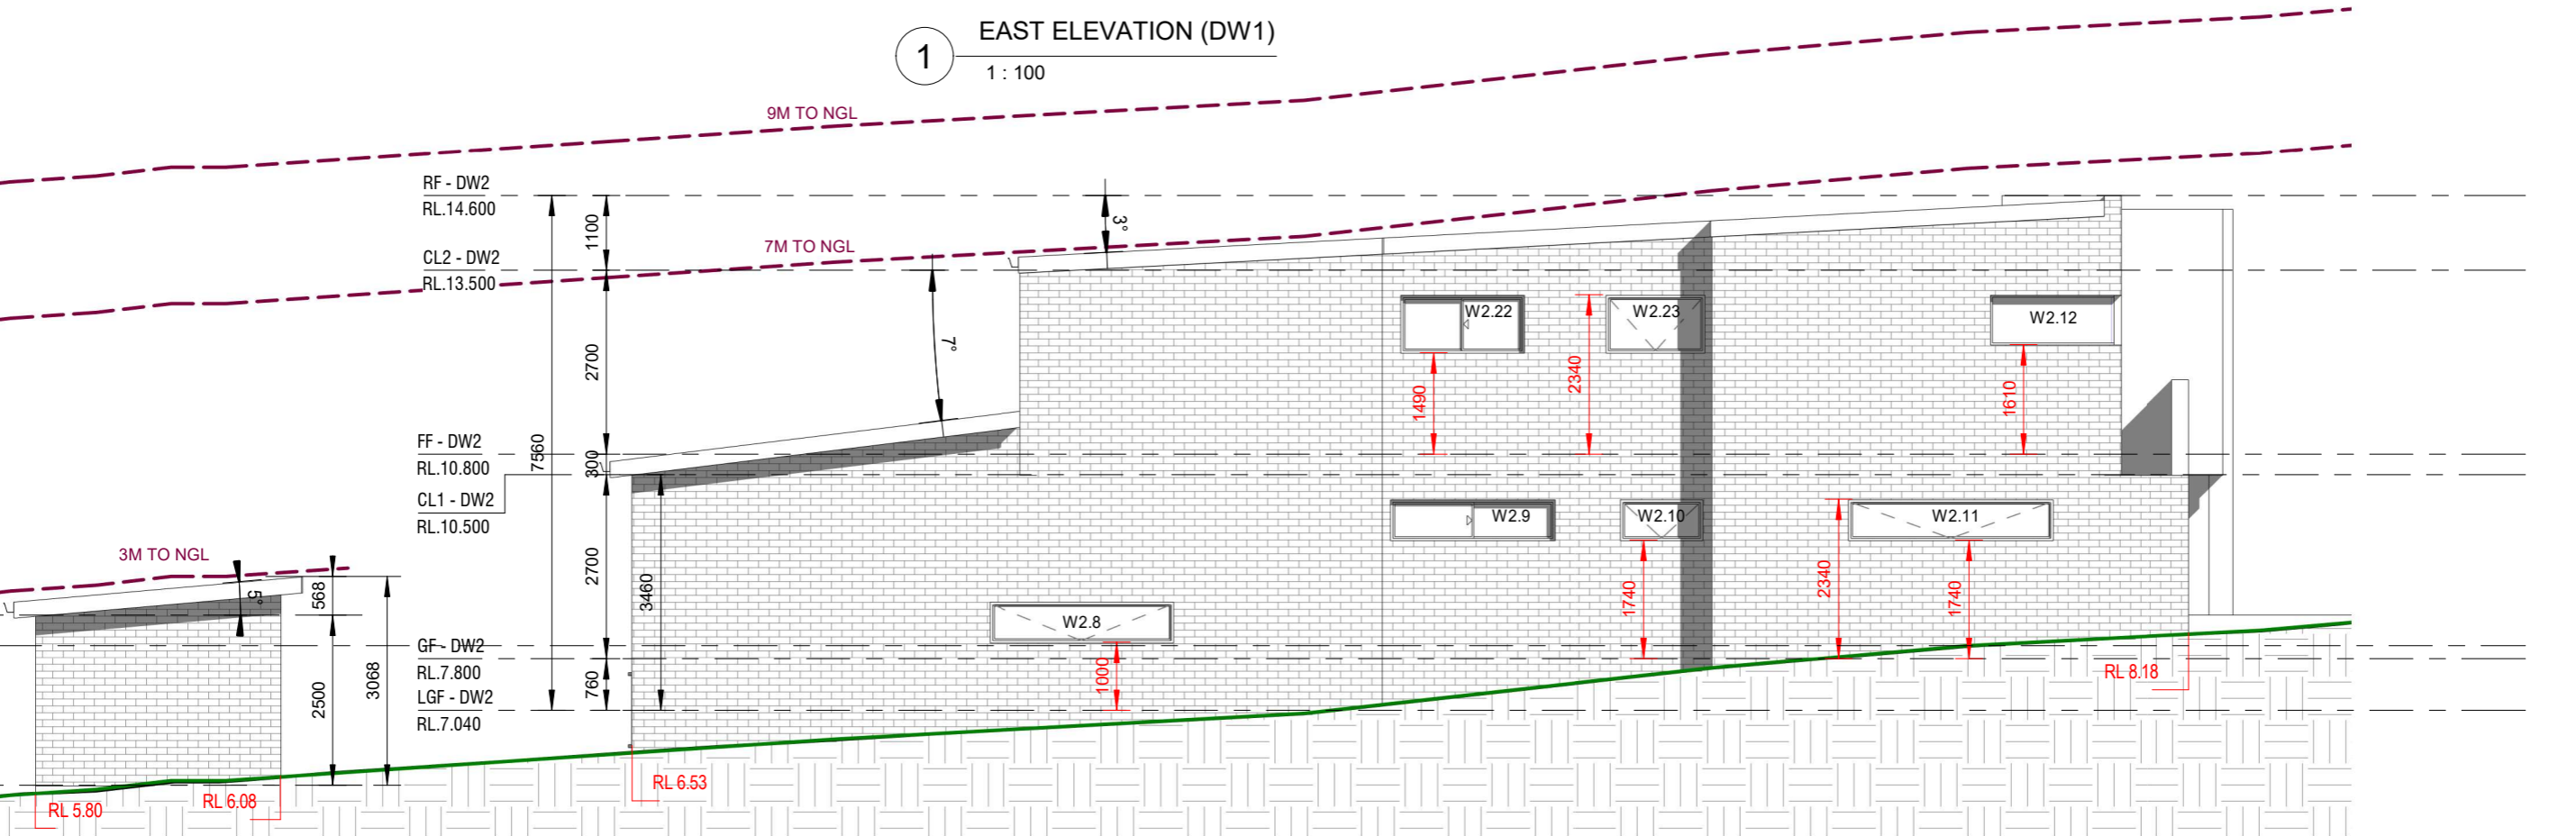 1
EAST ELEVATION (DW1)
1 : 100
9M TO NGL
RF - DW2
RL.14.600
1100
3°
7M TO NGL
CL2 - DW2
RL.13.500
7°
2700
W2.22
W2.23
W2.12
1490
2340
1610
FF - DW2
RL.10.800
7560
300
CL1 - DW2
RL.10.500
W2.9
W2.10
W2.11
3M TO NGL
5°
568
2700
3460
1740
2340
1740
W2.8
GF - DW2
RL.7.800
1000
RL 8.18
2500
3068
760
LGF - DW2
RL.7.040
RL 6.53
RL 5.80
RL 6.08